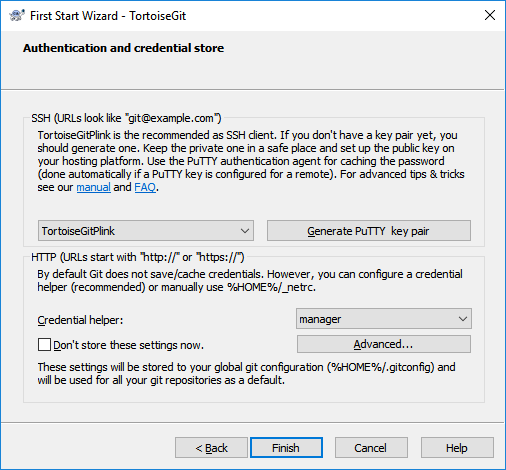 First Start Wizard - TortoiseGit
Authentication and credential store
SSH (URLs look like "git@example.com")
TortoiseGitPlink is the recommended as SSH client. If you don't have a key pair yet, you
should generate one. Keep the private one in a safe place and set up the public key on
your hosting platform. Use the PuTTY authentication agent for caching the password
(done automatically if a PuTTY key is configured for a remote). For advanced tips & tricks
see our manual and FAQ.
TortoiseGitPlink
Generate PuTTY key pair
HTTP (URLs start with "http://" or "https://")
By default Git does not save/cache credentials. However, you can configure a credential
helper (recommended) or manually use %HOME%/_netrc.
Credential helper:
manager
Don't store these settings now.
Advanced...
These settings will be stored to your global git configuration (%HOME%/.gitconfig) and
will be used for all your git repositories as a default.
< Back
Finish
Cancel
Help